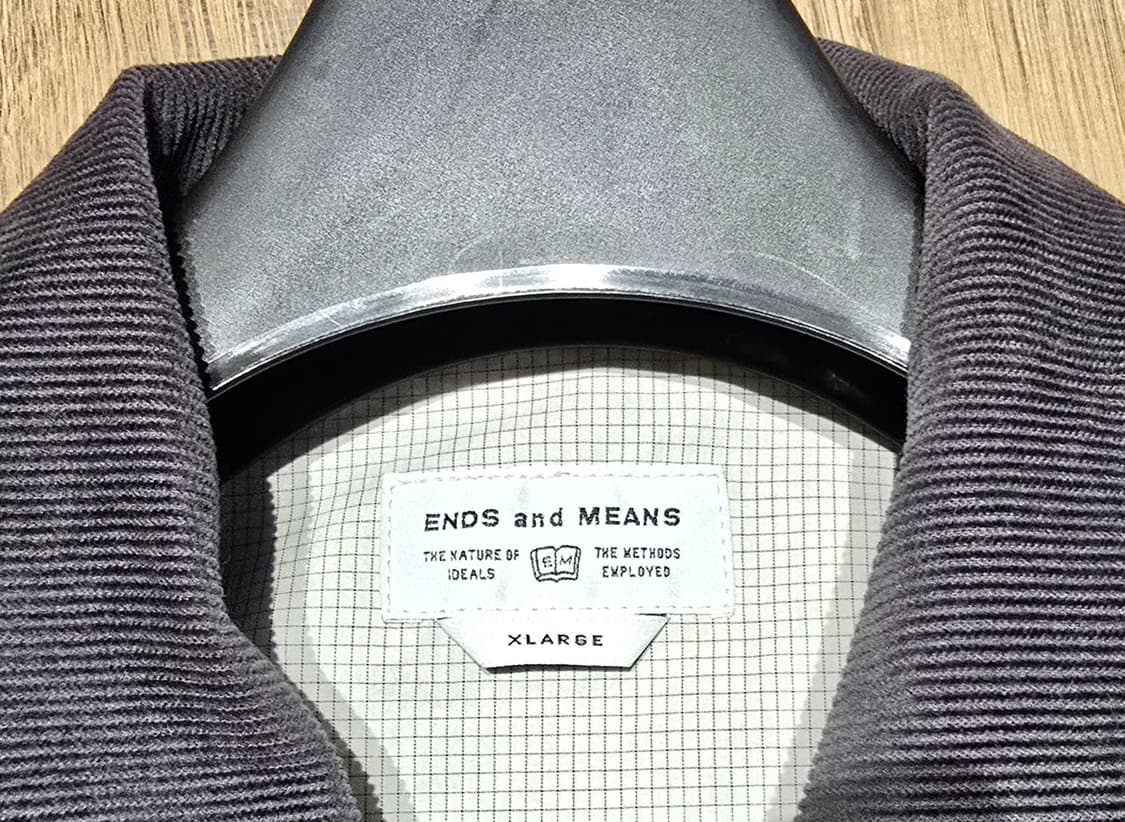 ENDS and MEANS
THE NATURE OF
IDEALS
EM
THE METHODS
EMPLOYED
XLARGE